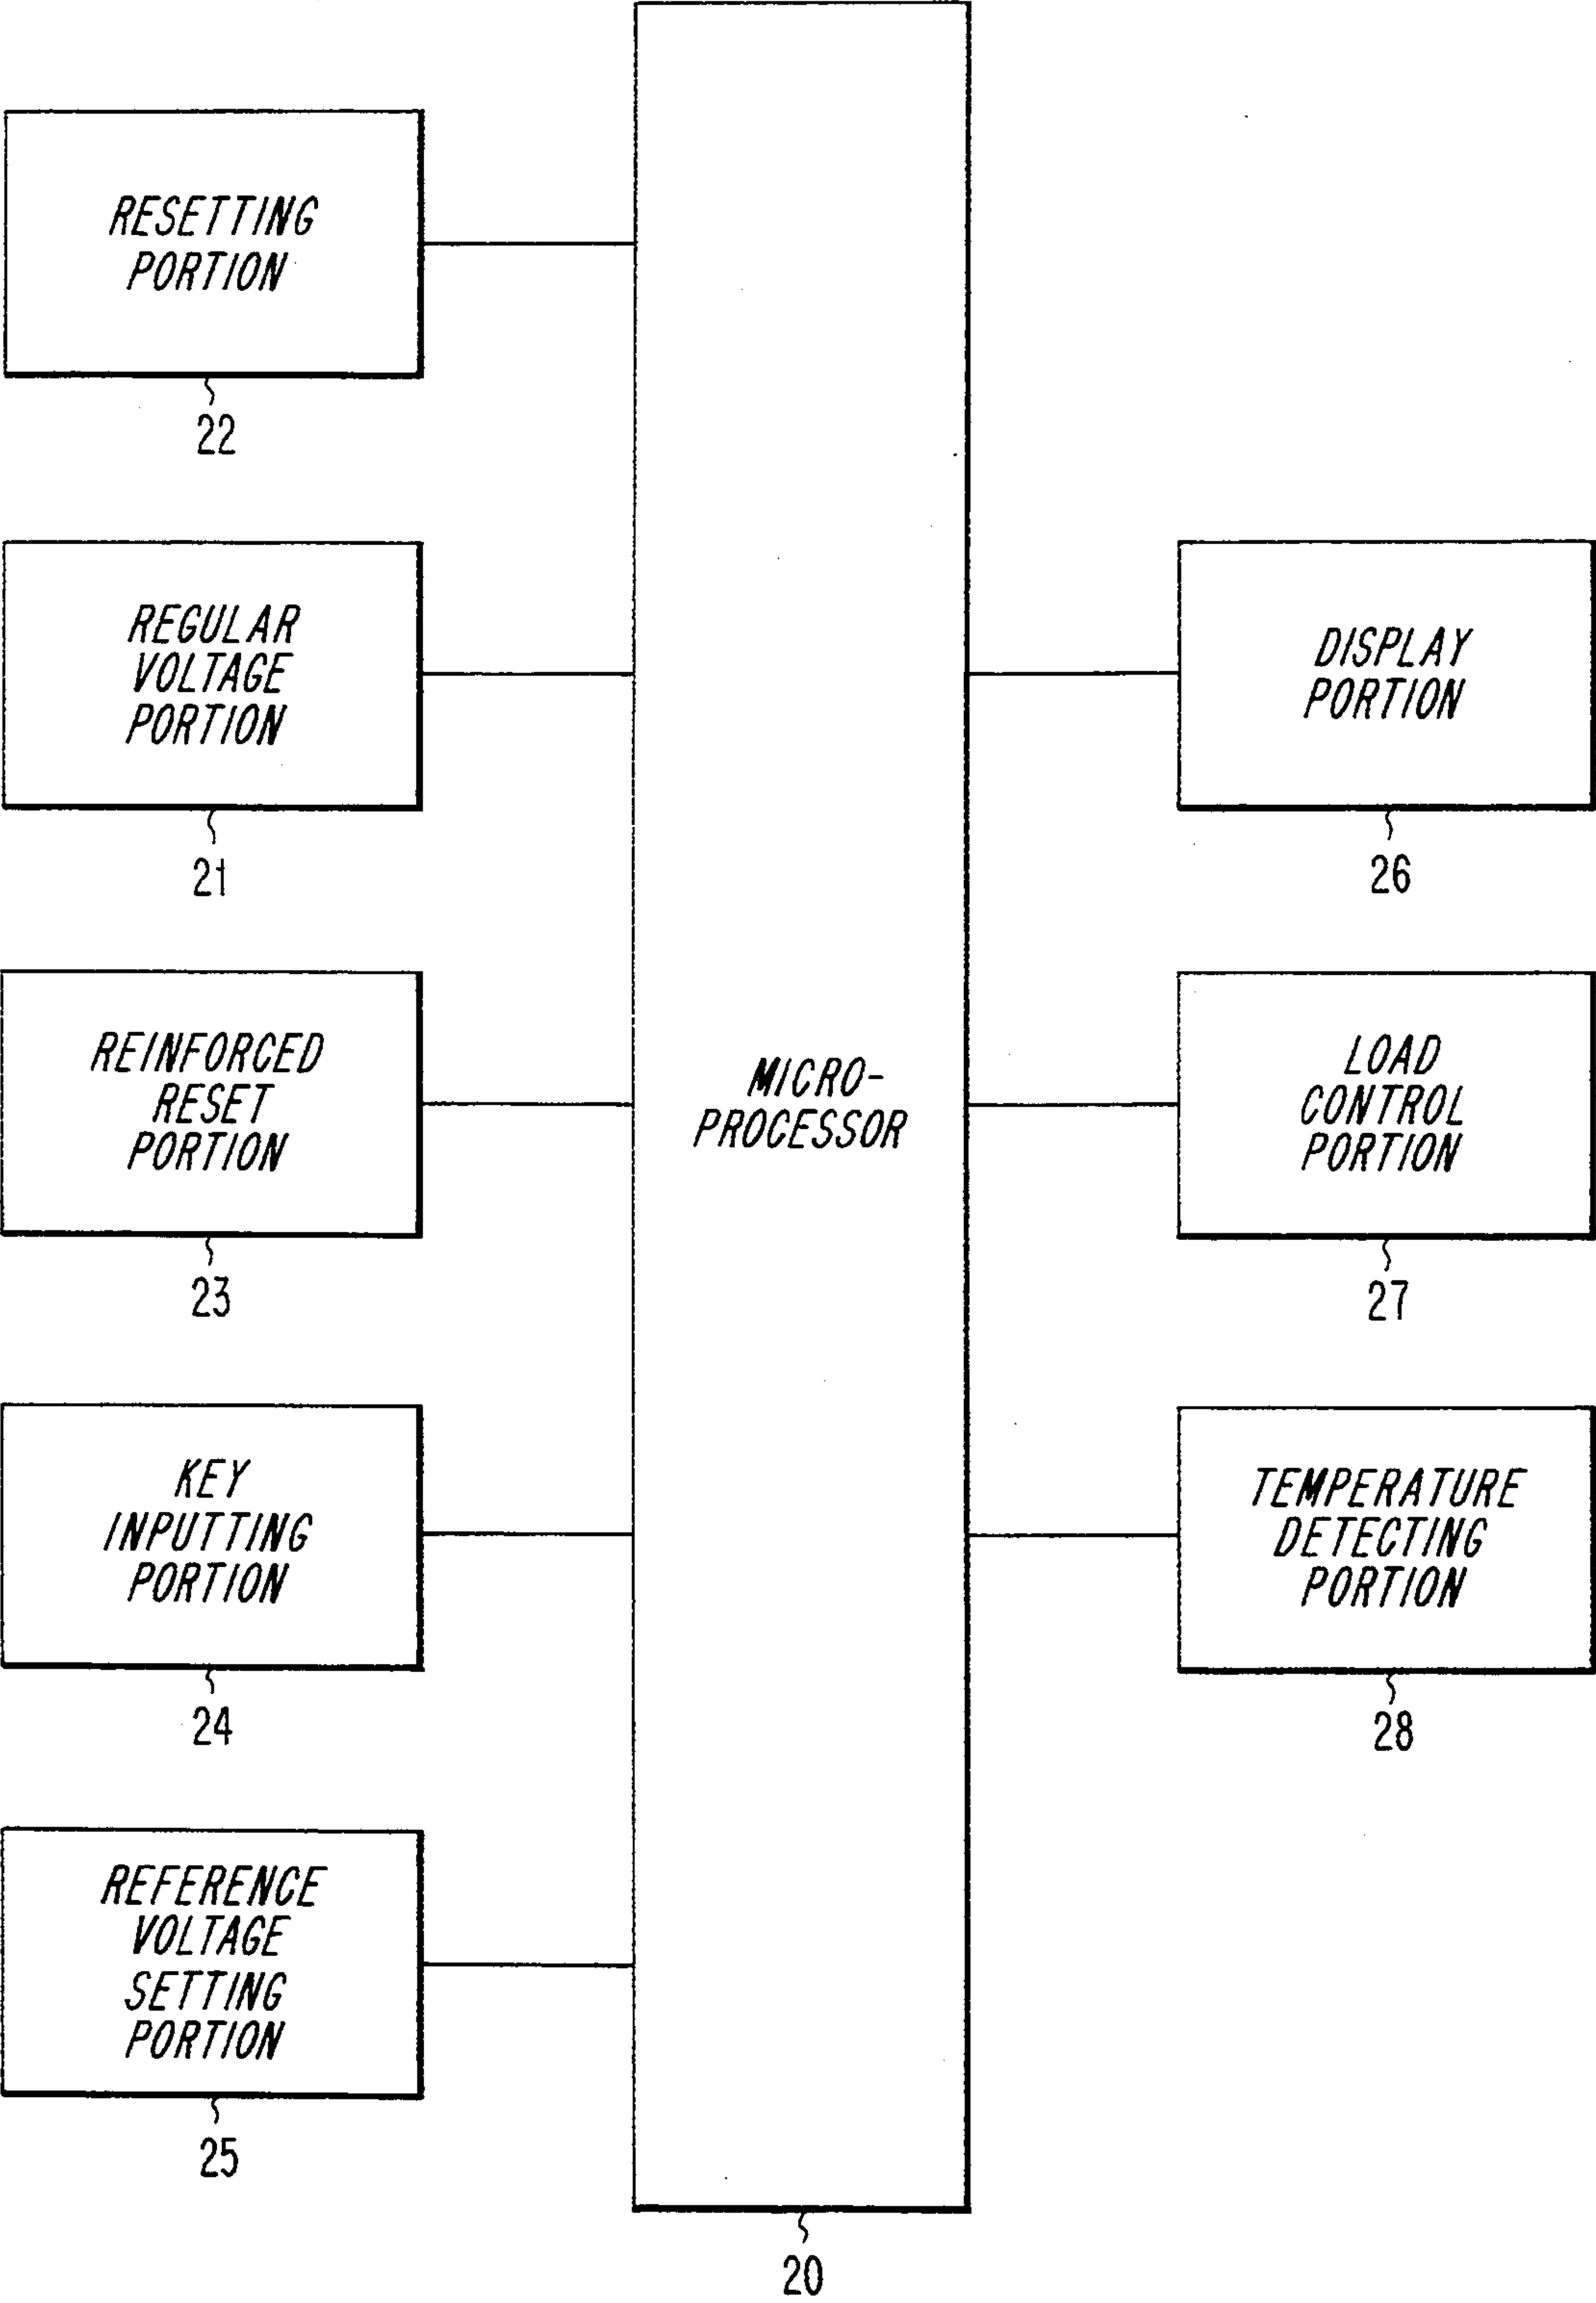 RESETTING
PORTION
22
REGULAR
VOLTAGE
PORTION
21
REINFORCED
RESET
PORTION
23
KEY
INPUTTING
PORTION
24
REFERENCE
VOLTAGE
SETTING
PORTION
25
MICRO-
PROCESSOR
20
DISPLAY
PORTION
26
LOAD
CONTROL
PORTION
27
TEMPERATURE
DETECTING
PORTION
28